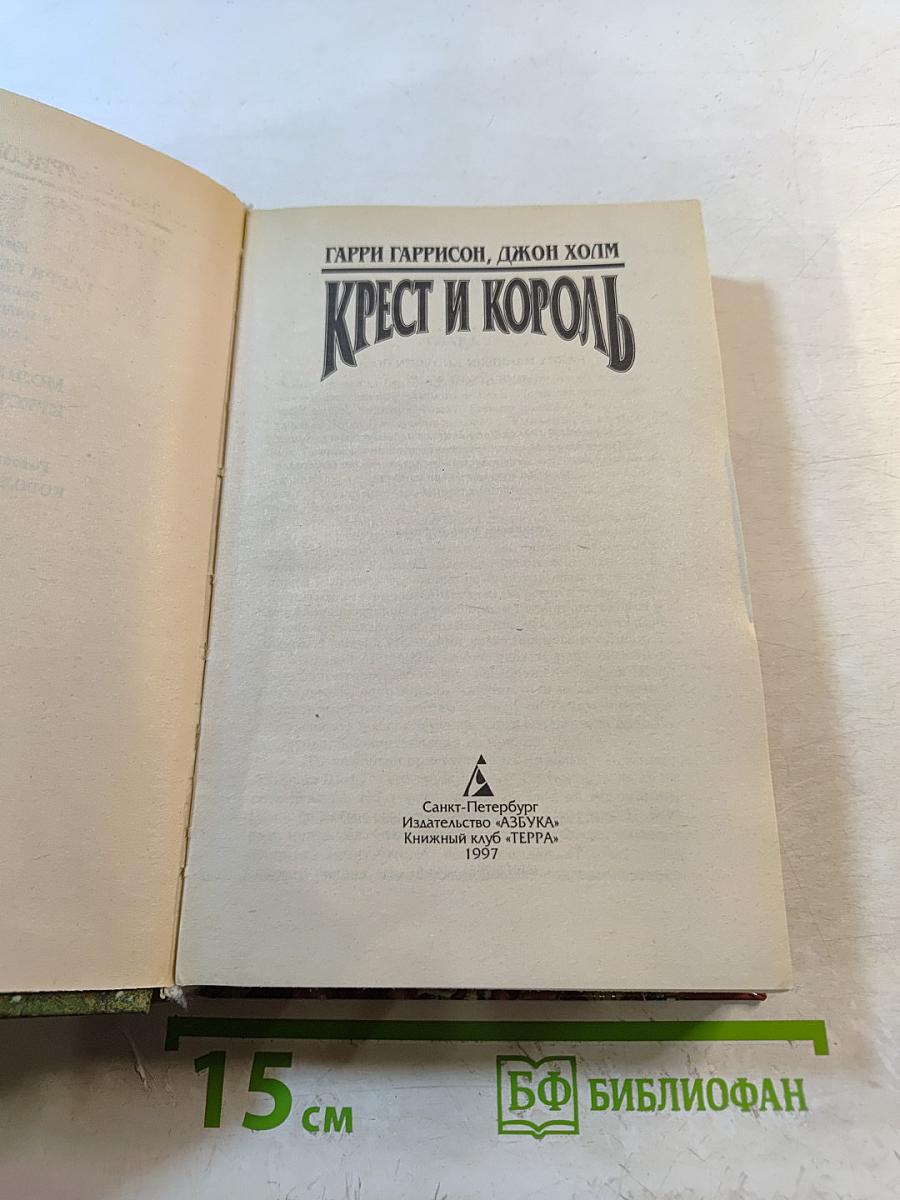 ГАРРИ ГАРРИСОН, ДЖОН ХОЛМ
КРЕСТ И КОРОЛЬ
Санкт-Петербург
Издательство «АЗБУКА»
Книжный клуб «ТЕРРА»
1997
15 см
БФ БИБЛИОФАН